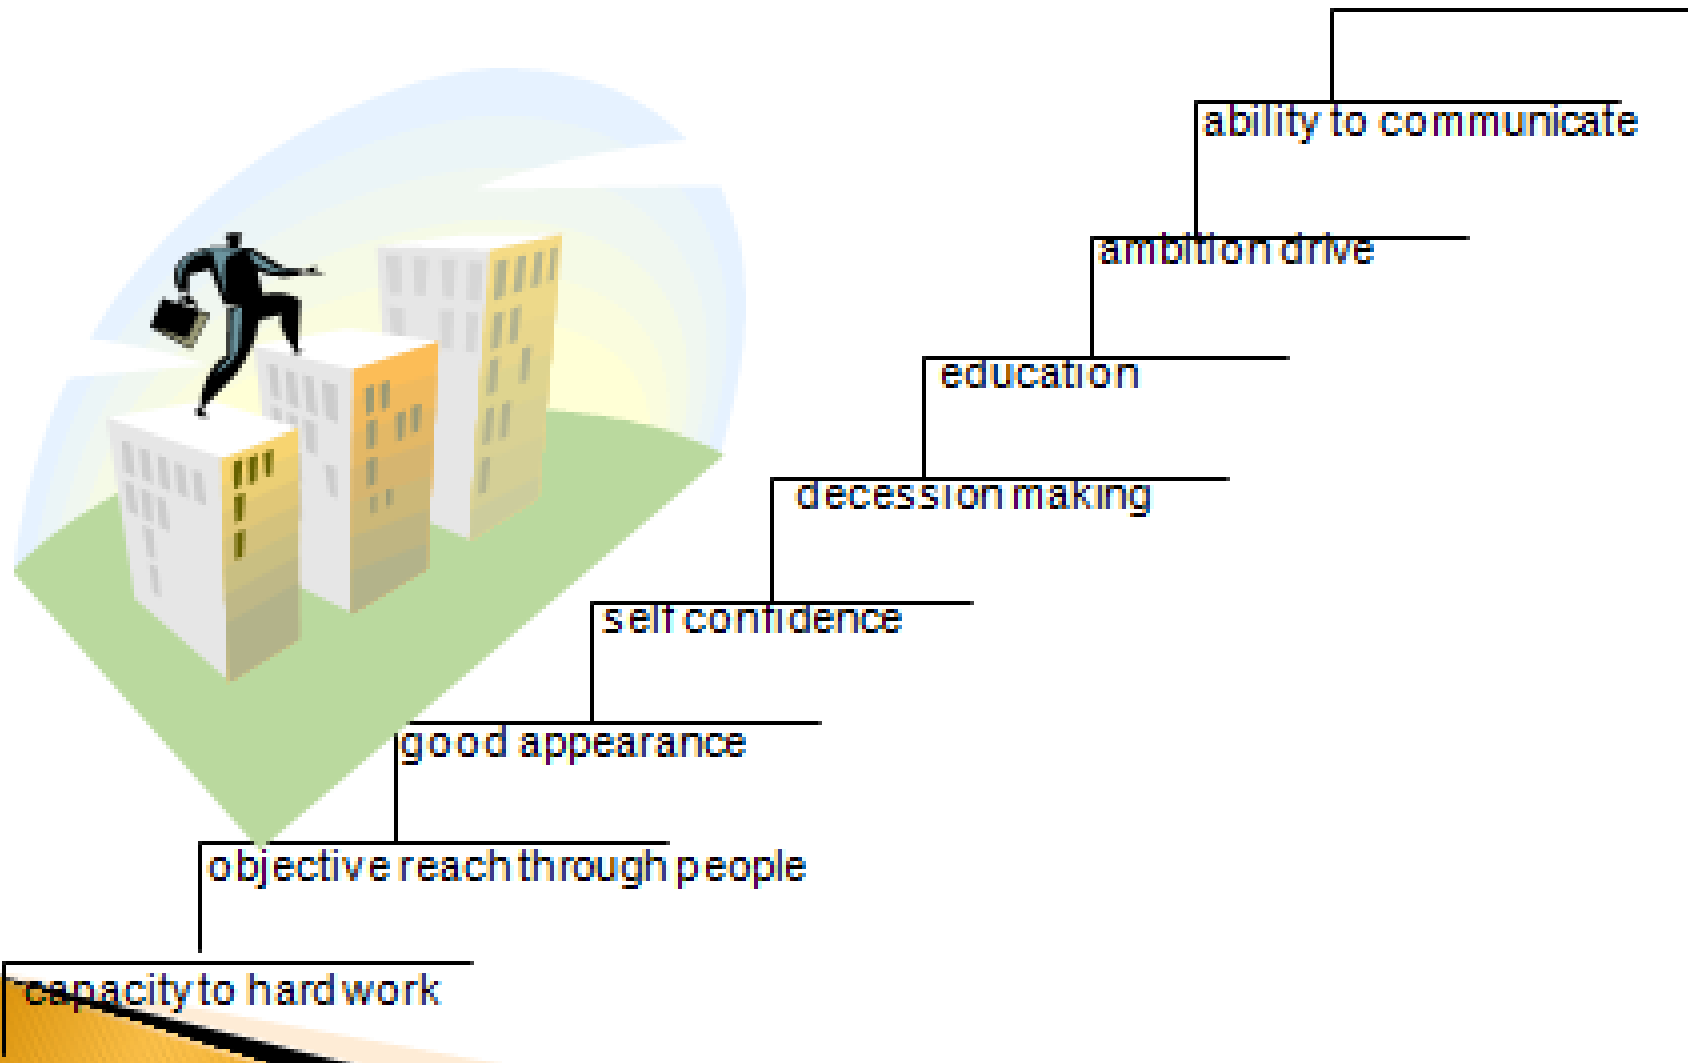 ability to communicate
ambition drive
education
decession making
self confidence
good appearance
objective reach through people
capacity to hard work